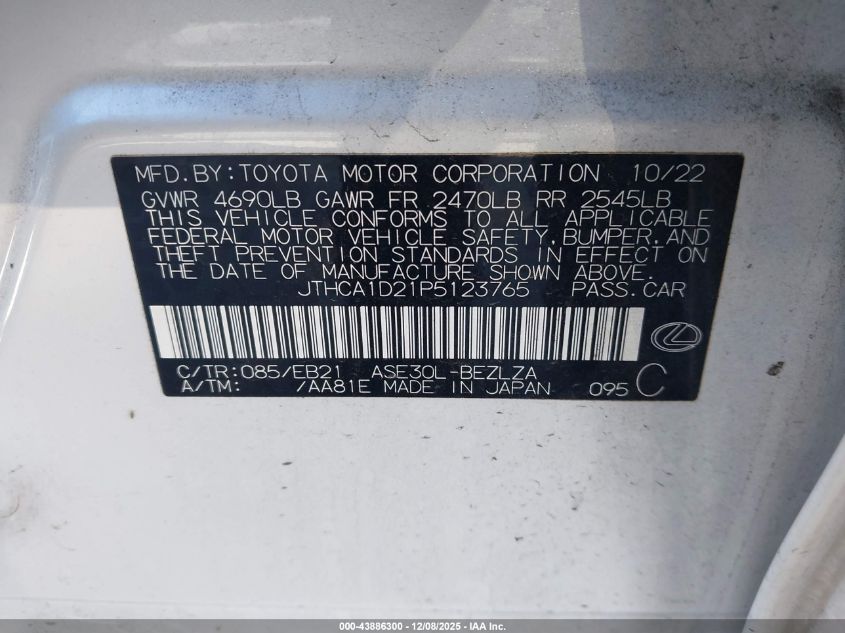 MFD.BY:TOYOTA MOTOR CORPORATION 10/22
GVWR 4690LB GAWR FR 2470LB RR 2545LB
THIS VEHICLE CONFORMS TO ALL APPLICABLE
FEDERAL MOTOR VEHICLE SAFETY,BUMPER,AND
THEFT PREVENTION STANDARDS IN EFFECT ON
THE DATE OF MANUFACTURE SHOWN ABOVE.
JTHCA1D21P5123765 PASS.CAR
C/TR:085/EB21 ASE30L-BEZLZA
A/TM: /AA81E MADE IN JAPAN 095 C
000-43886300 - 12/08/2025 - IAA Inc.